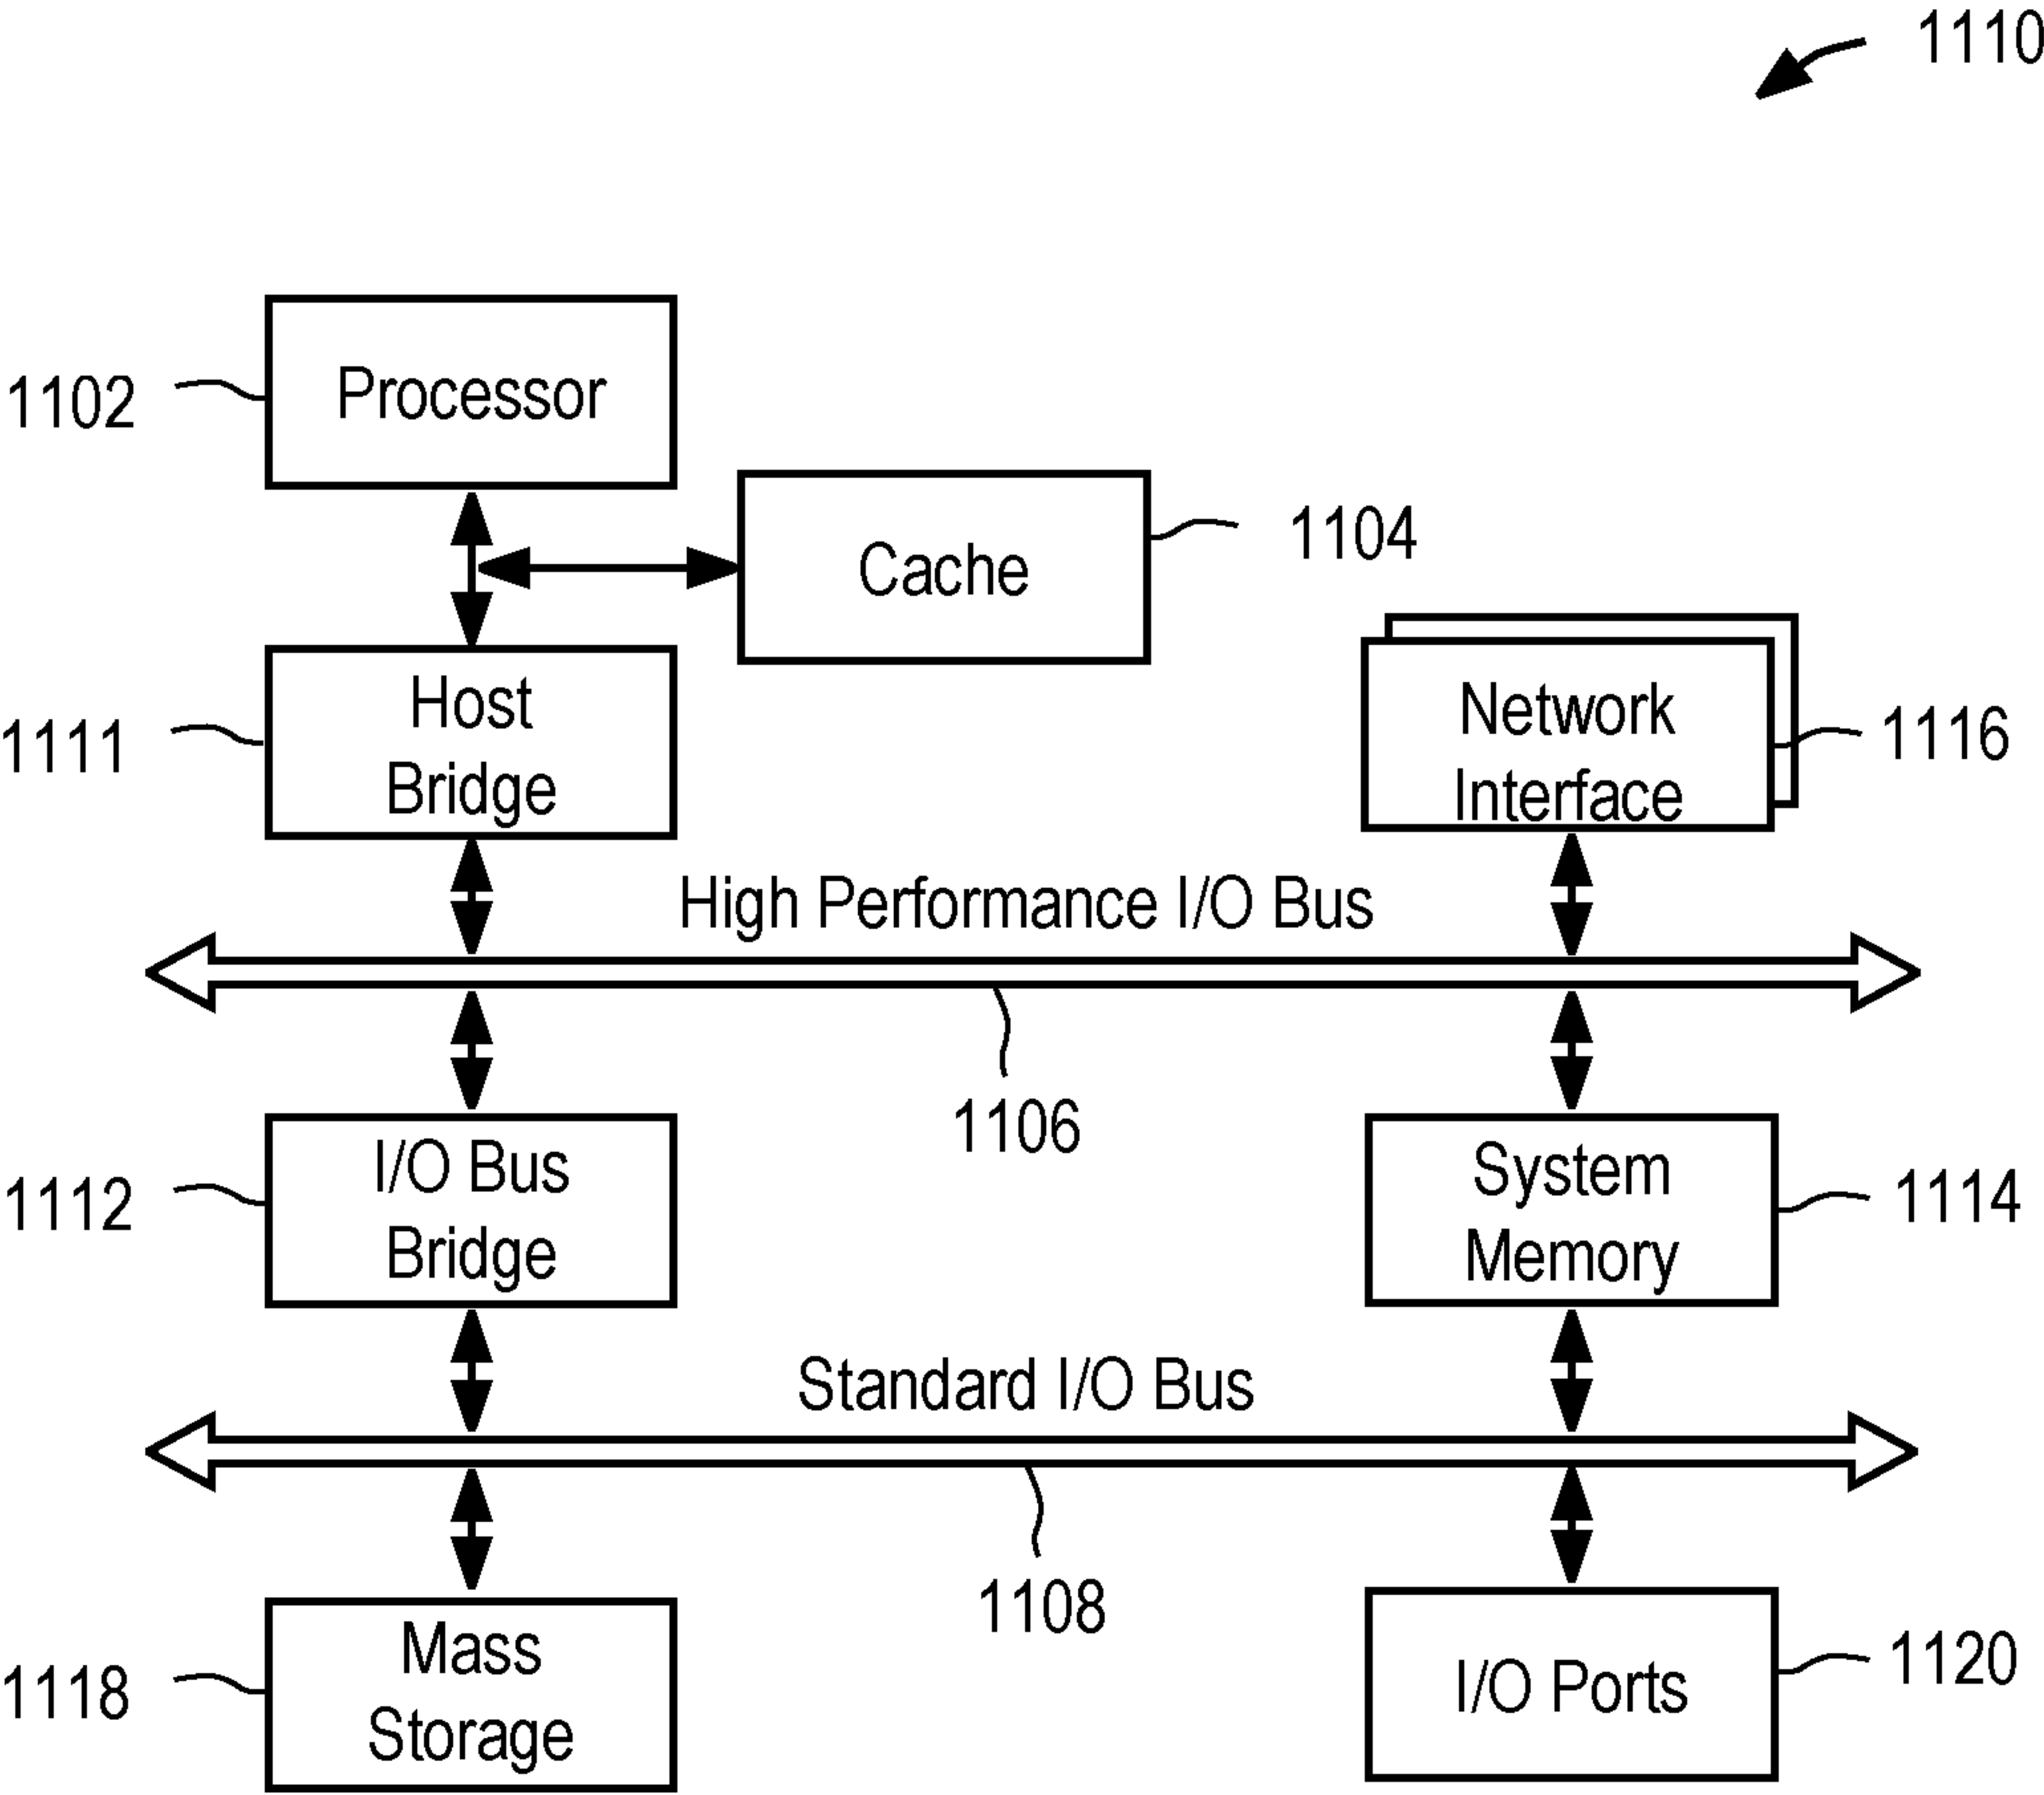 1110
1102
Processor
Cache
1104
1111
Host
Bridge
Network
Interface
1116
High Performance I/O Bus
1106
1112
I/O Bus
Bridge
System
Memory
1114
Standard I/O Bus
1108
1118
Mass
Storage
I/O Ports
1120